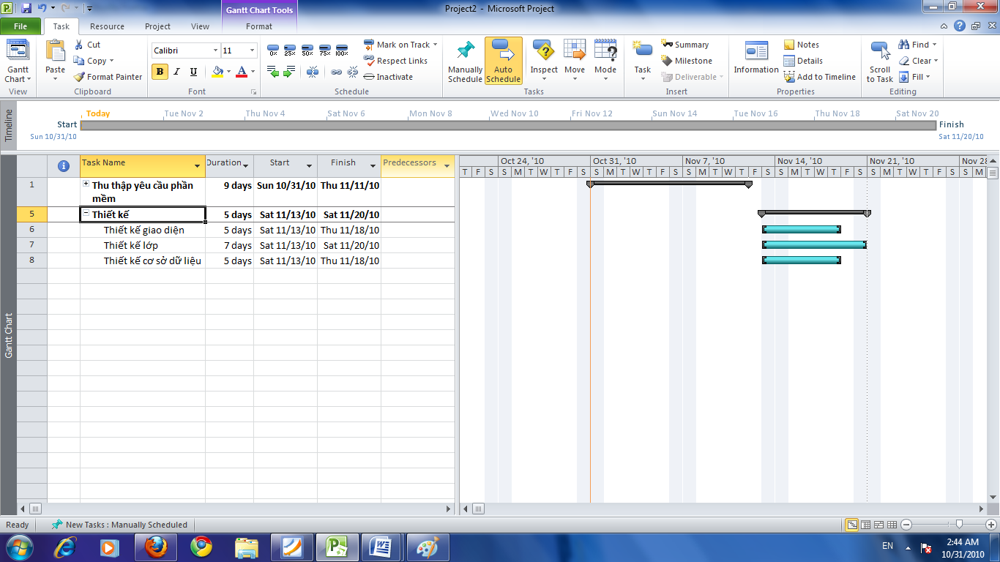 Gantt Chart Tools
Project2 - Microsoft Project
File Task Resource Project View Format
Gantt Chart
View
Paste
Cut
Copy
Format Painter
Clipboard
Calibri 11
B I U A
Font
0% 25% 50% 75% 100%
Mark on Track
Respect Links
Inactivate
Schedule
Manually Schedule
Auto Schedule
Inspect
Move
Mode
Tasks
Task
Summary
Milestone
Deliverable
Insert
Information
Notes
Details
Add to Timeline
Properties
Scroll to Task
Find
Clear
Fill
Editing
Timeline
Today Tue Nov 2 Thu Nov 4 Sat Nov 6 Mon Nov 8 Wed Nov 10 Fri Nov 12 Sun Nov 14 Tue Nov 16 Thu Nov 18 Sat Nov 20
Start
Sun 10/31/10
Finish
Sat 11/20/10
Gantt Chart
Task Name Duration Start Finish Predecessors
1 Thu thập yêu cầu phần mềm 9 days Sun 10/31/10 Thu 11/11/10
5 Thiết kế 5 days Sat 11/13/10 Sat 11/20/10
6 Thiết kế giao diện 5 days Sat 11/13/10 Thu 11/18/10
7 Thiết kế lớp 7 days Sat 11/13/10 Sat 11/20/10
8 Thiết kế cơ sở dữ liệu 5 days Sat 11/13/10 Thu 11/18/10
Oct 24, '10 Oct 31, '10 Nov 7, '10 Nov 14, '10 Nov 21, '10 Nov 28
T F S S M T W T F S S M T W T F S S M T W T F S S M T W T F S S M T W T F S S M
Ready New Tasks : Manually Scheduled
EN
2:44 AM
10/31/2010